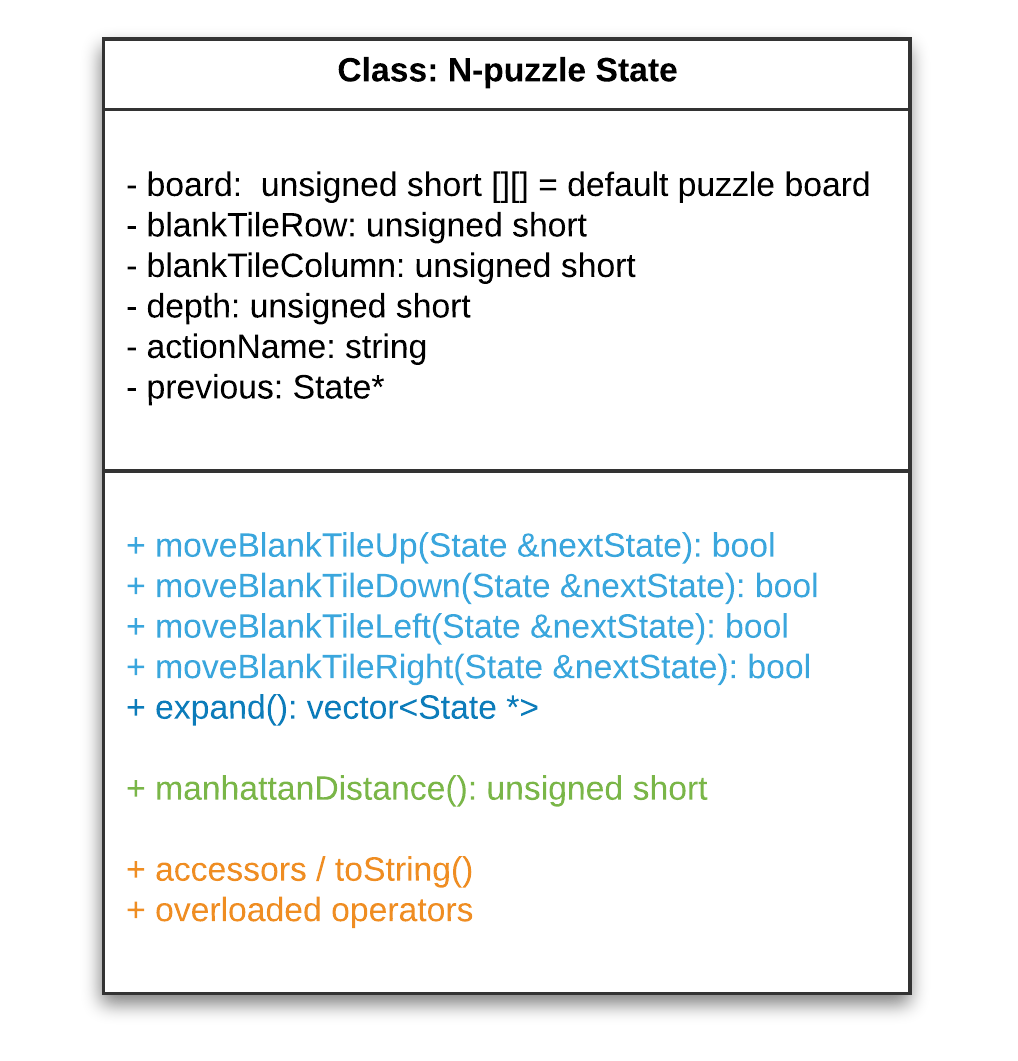 Class: N-puzzle State
- board:  unsigned short [][] = default puzzle board
- blankTileRow: unsigned short
- blankTileColumn: unsigned short
- depth: unsigned short
- actionName: string
- previous: State*
+ moveBlankTileUp(State &nextState): bool
+ moveBlankTileDown(State &nextState): bool
+ moveBlankTileLeft(State &nextState): bool
+ moveBlankTileRight(State &nextState): bool
+ expand(): vector<State *>
+ manhattanDistance(): unsigned short
+ accessors / toString()
+ overloaded operators